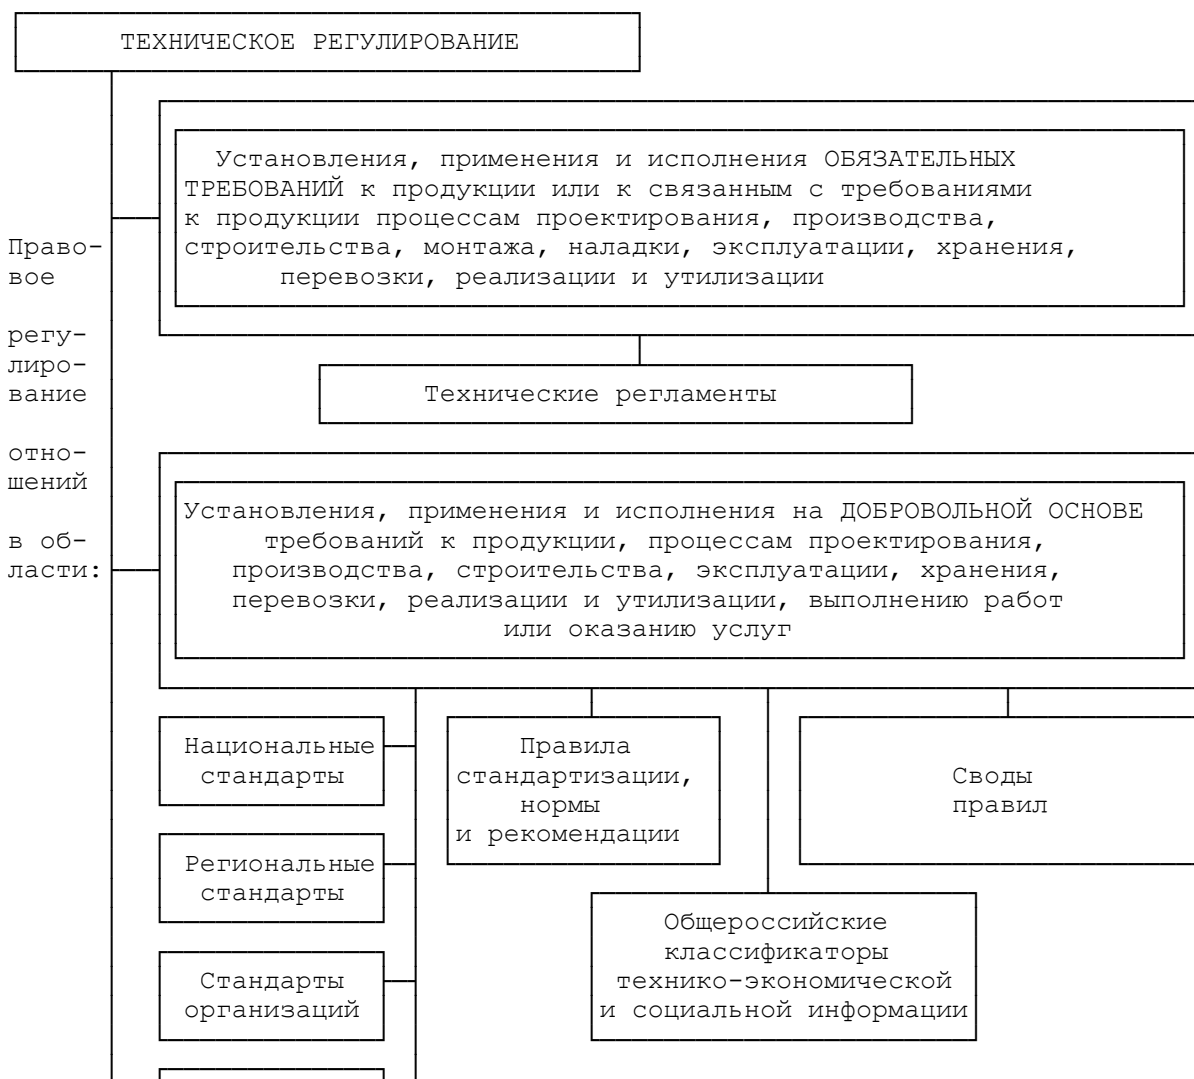 ТЕХНИЧЕСКОЕ РЕГУЛИРОВАНИЕ
Право-
вое
регу-
лиро-
вание
отно-
шений
в об-
ласти:
Установления, применения и исполнения ОБЯЗАТЕЛЬНЫХ
ТРЕБОВАНИЙ к продукции или к связанным с требованиями
к продукции процессам проектирования, производства,
строительства, монтажа, наладки, эксплуатации, хранения,
перевозки, реализации и утилизации
Технические регламенты
Установления, применения и исполнения на ДОБРОВОЛЬНОЙ ОСНОВЕ
требований к продукции, процессам проектирования,
производства, строительства, эксплуатации, хранения,
перевозки, реализации и утилизации, выполнению работ
или оказанию услуг
Национальные
стандарты
Региональные
стандарты
Стандарты
организаций
Правила
стандартизации,
нормы
и рекомендации
Своды
правил
Общероссийские
классификаторы
технико-экономической
и социальной информации